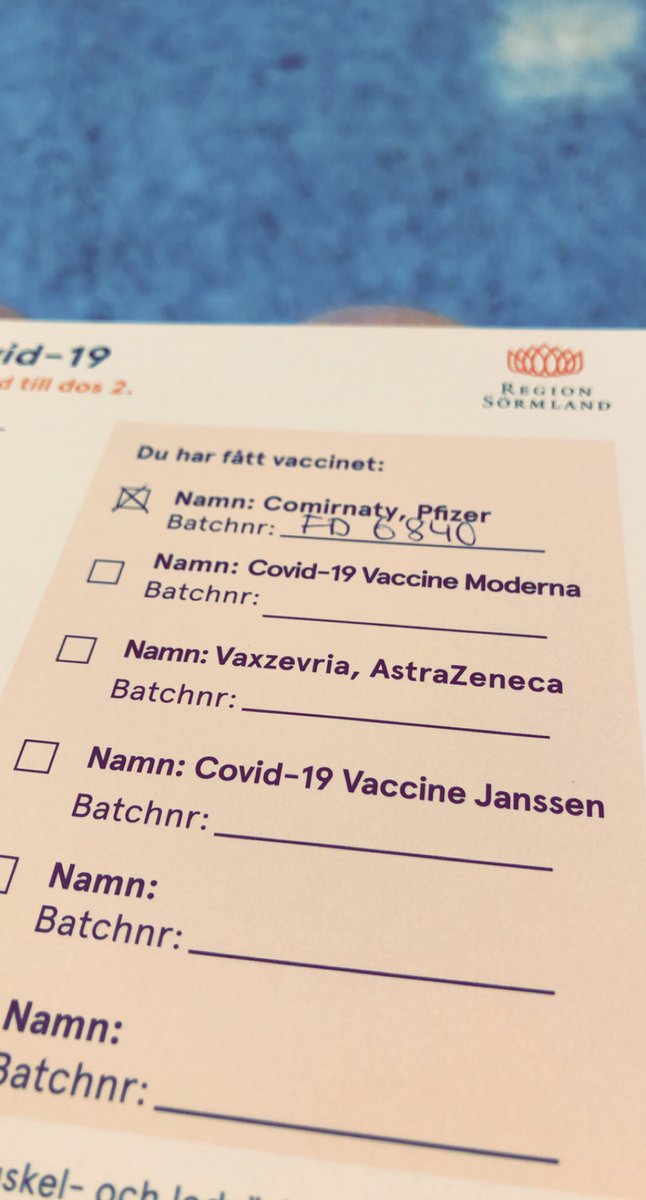 vid-19
d till dos 2.
REGION
SÖRMLAND
Du har fått vaccinet:
Namn: Comirnaty, Pfizer
Batchnr: FD 6840
Namn: Covid-19 Vaccine Moderna
Batchnr:
Namn: Vaxzevria, AstraZeneca
Batchnr:
Namn: Covid-19 Vaccine Janssen
Batchnr:
Namn:
Batchnr:
Namn:
Batchnr:
skel- och led